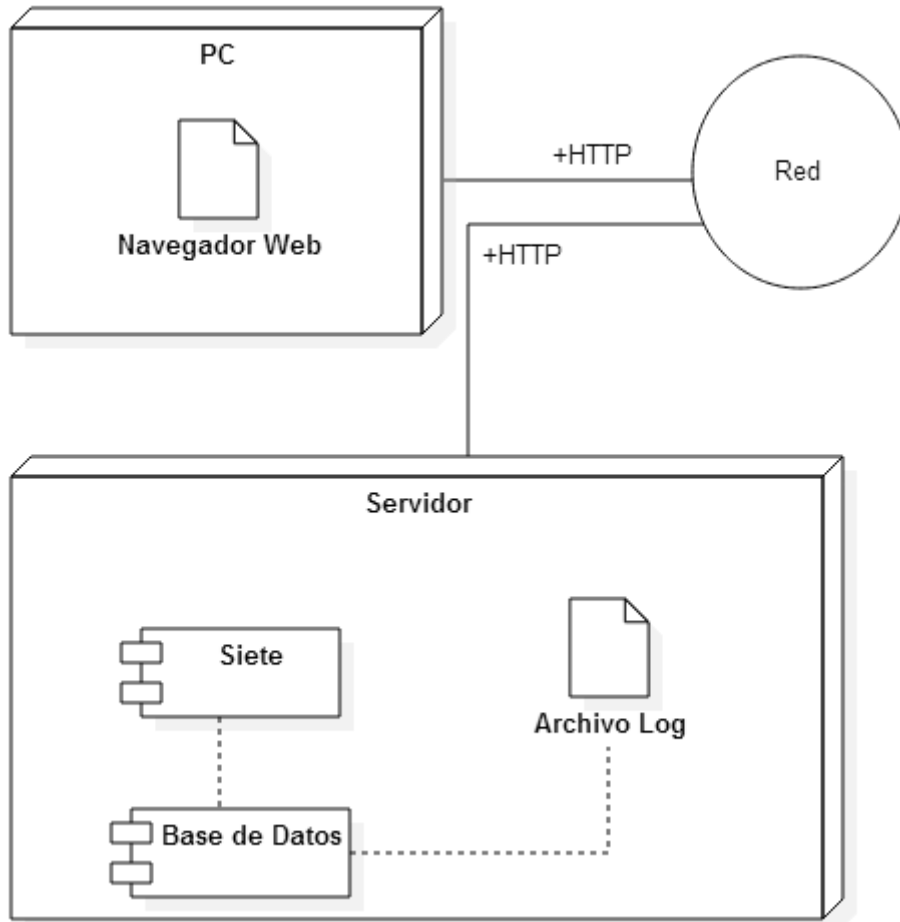 PC
Navegador Web
+HTTP
Red
+HTTP
Servidor
Siete
Archivo Log
Base de Datos